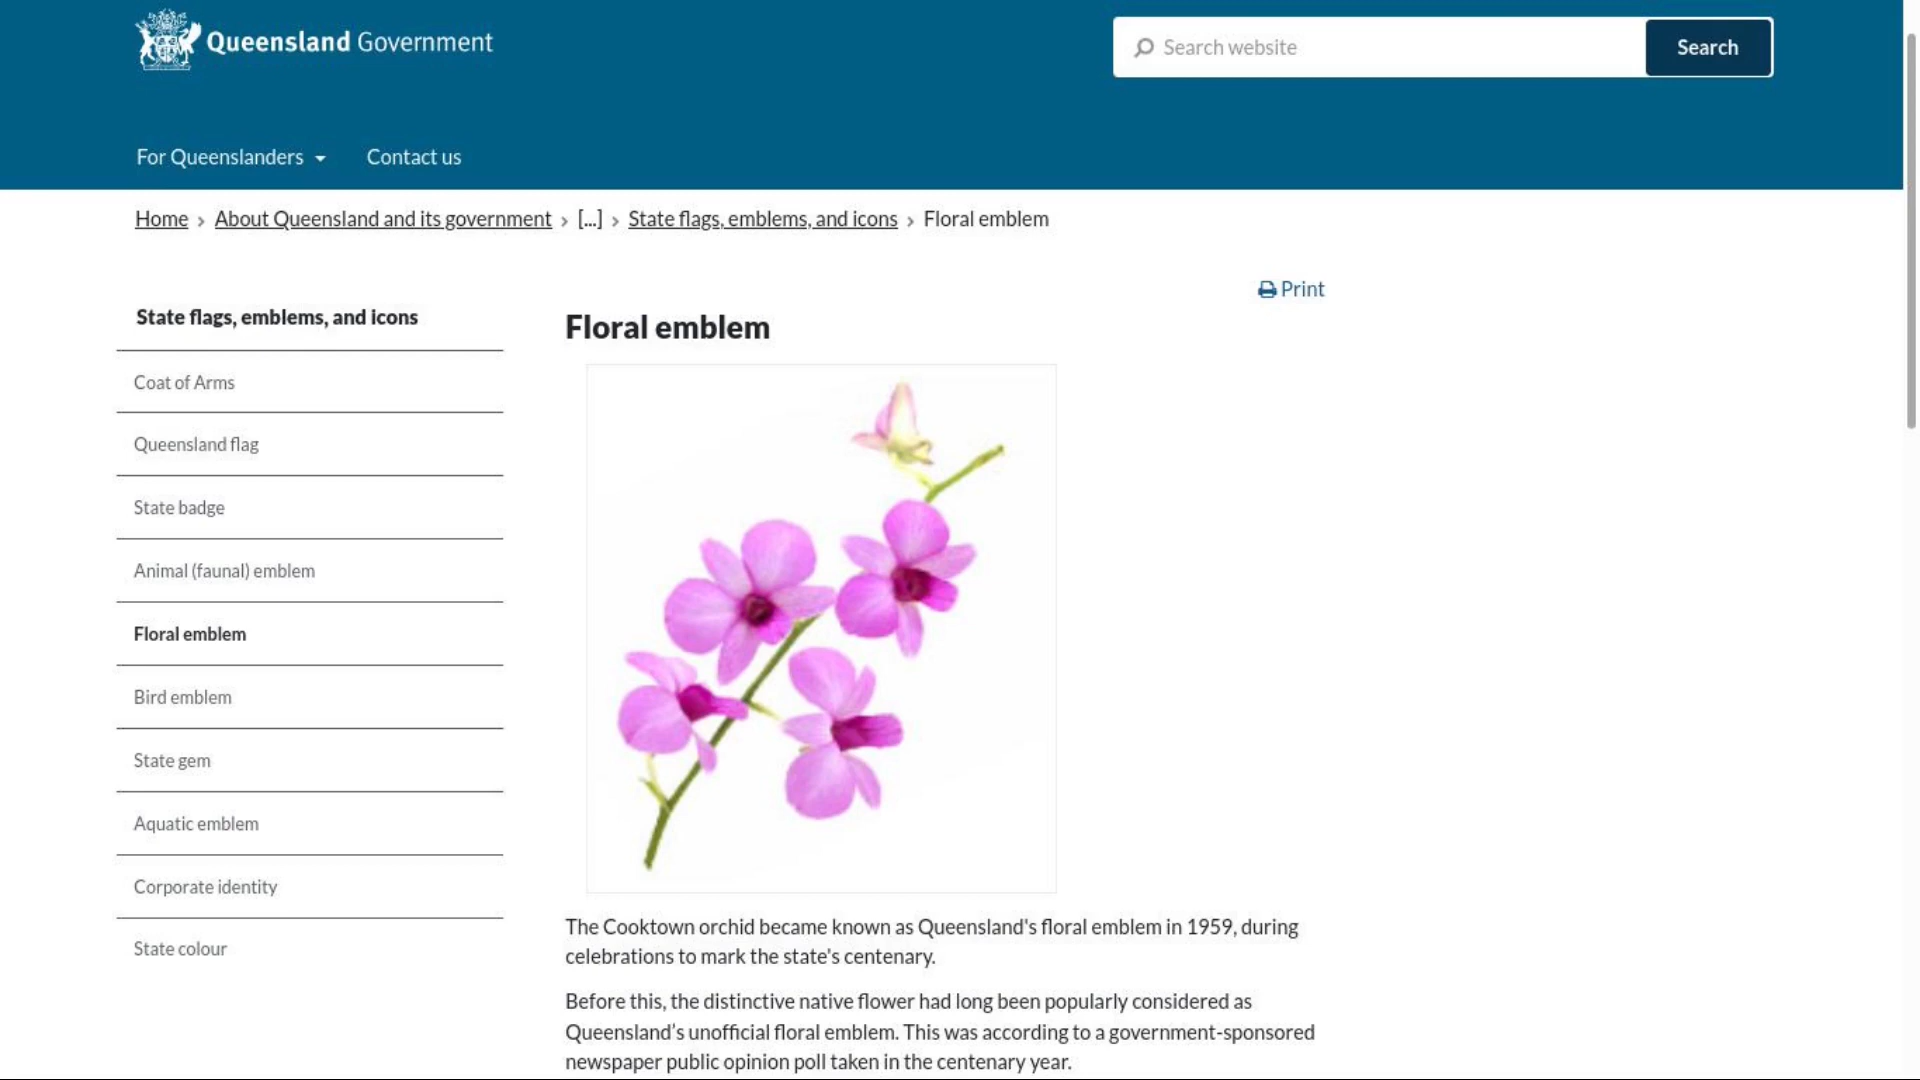 Queensland Government
Search website
Search
For Queenslanders
Contact us
Home › About Queensland and its government › [...] › State flags, emblems, and icons › Floral emblem
Print
State flags, emblems, and icons
Coat of Arms
Queensland flag
State badge
Animal (faunal) emblem
Floral emblem
Bird emblem
State gem
Aquatic emblem
Corporate identity
State colour
Floral emblem
The Cooktown orchid became known as Queensland's floral emblem in 1959, during
celebrations to mark the state's centenary.
Before this, the distinctive native flower had long been popularly considered as
Queensland’s unofficial floral emblem. This was according to a government-sponsored
newspaper public opinion poll taken in the centenary year.